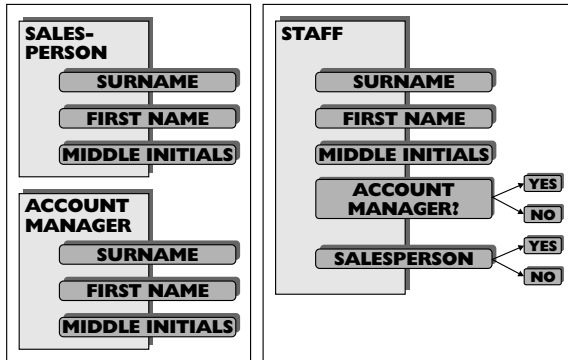 SALES-
PERSON
SURNAME
FIRST NAME
MIDDLE INITIALS
ACCOUNT
MANAGER
SURNAME
FIRST NAME
MIDDLE INITIALS
STAFF
SURNAME
FIRST NAME
MIDDLE INITIALS
ACCOUNT
MANAGER?
YES
NO
SALESPERSON
YES
NO